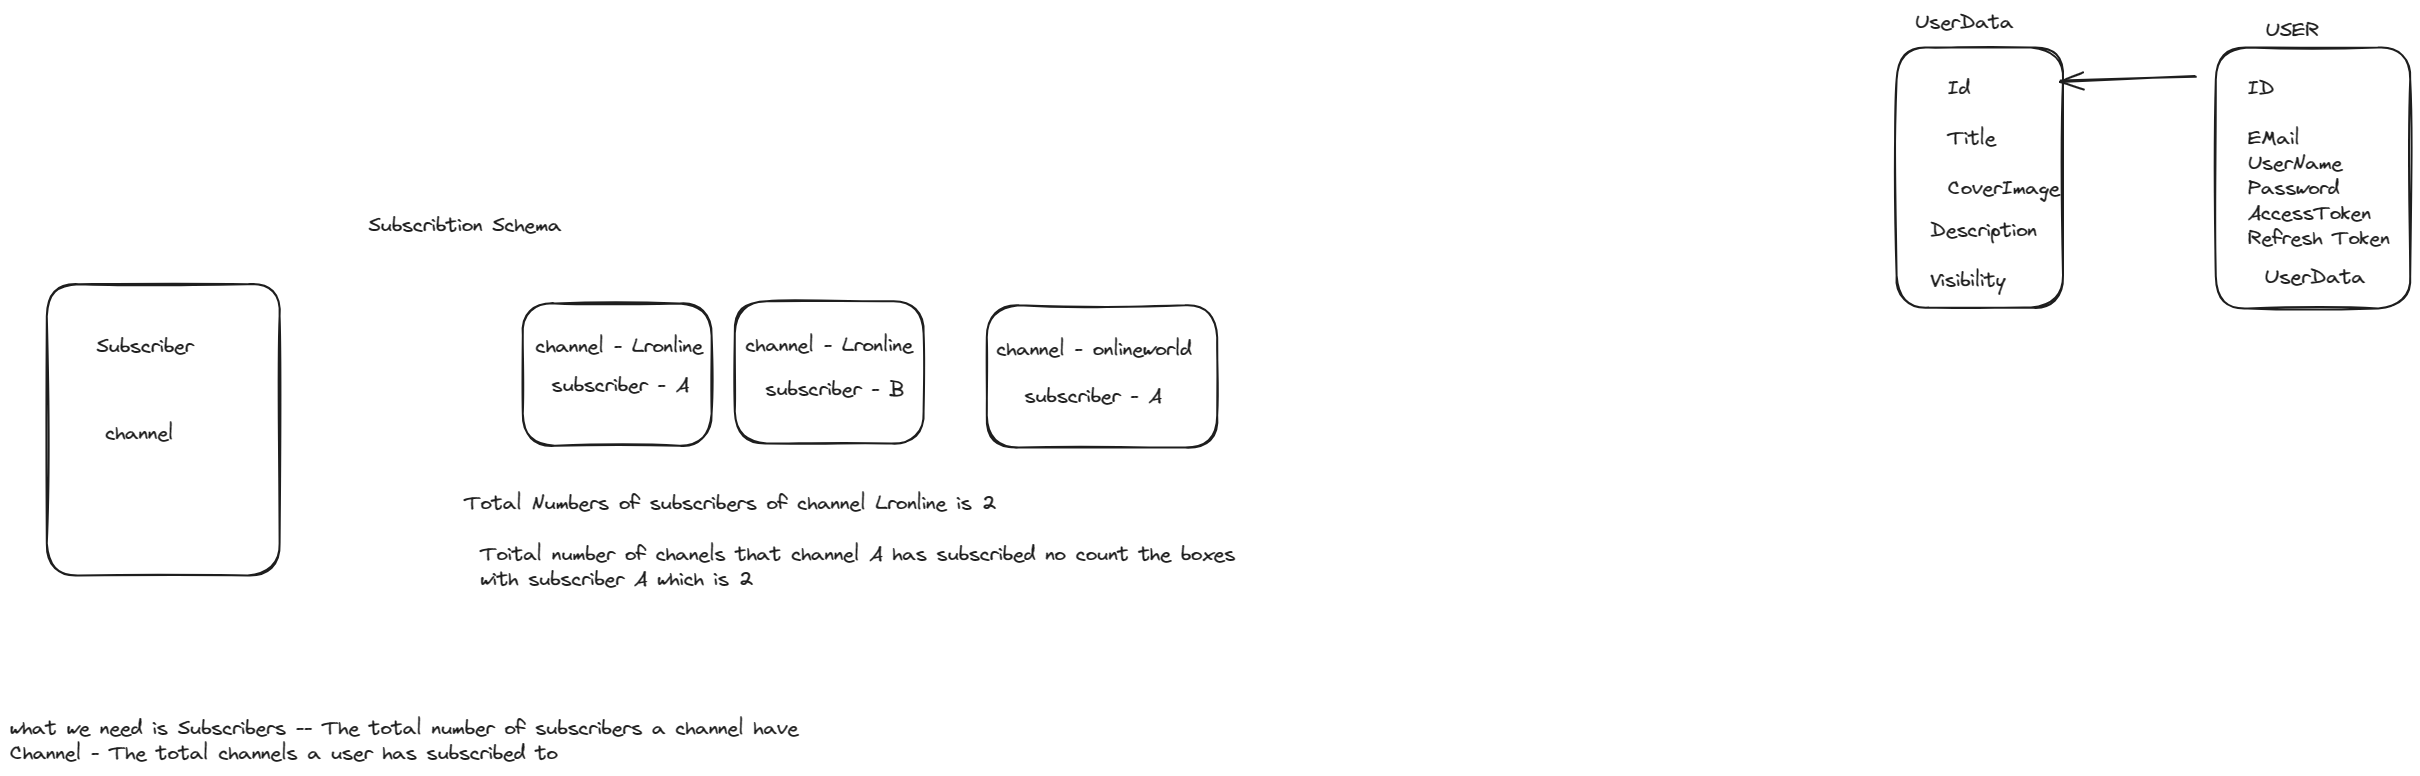 UserData
Id
Title
CoverImage
Description
Visibility
USER
ID
EMail
UserName
Password
AccessToken
Refresh Token
UserData
Subscribtion Schema
Subscriber
channel
channel - Lronline
subscriber - A
channel - Lronline
subscriber - B
channel - onlineworld
subscriber - A
Total Numbers of subscribers of channel Lronline is 2
Toital number of chanels that channel A has subscribed no count the boxes
with subscriber A which is 2
what we need is Subscribers -- The total number of subscribers a channel have
Channel - The total channels a user has subscribed to